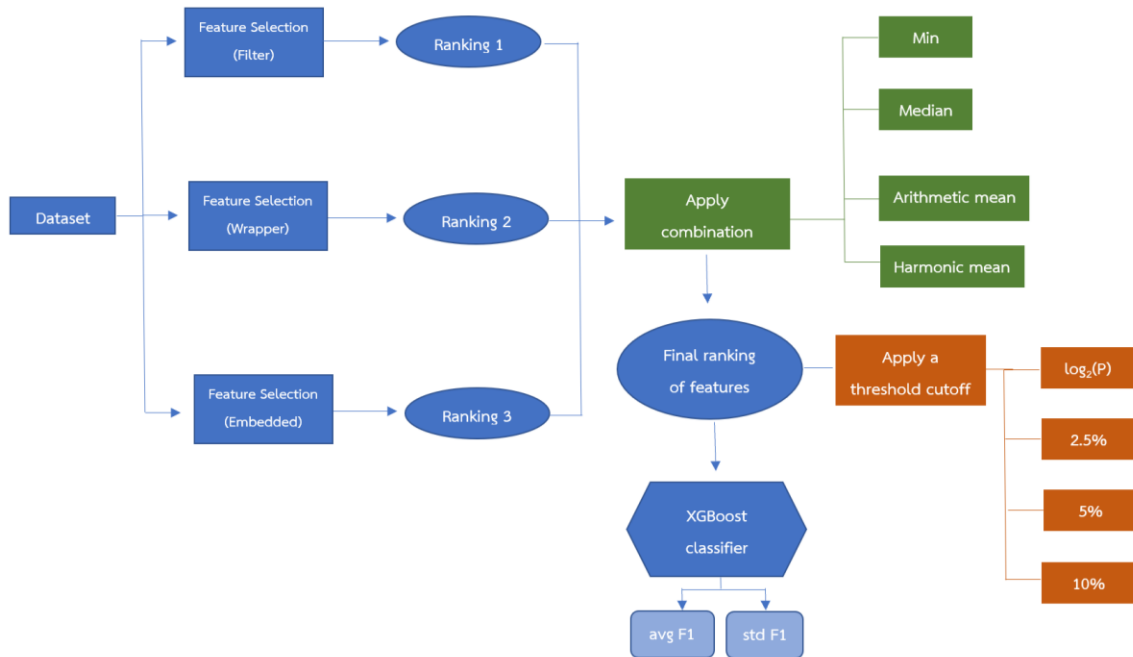 Feature Selection
(Filter)
Ranking 1
Min
Median
Dataset
Feature Selection
(Wrapper)
Ranking 2
Apply
combination
Arithmetic mean
Harmonic mean
Final ranking
of features
Apply a
threshold cutoff
log₂(P)
Feature Selection
(Embedded)
Ranking 3
2.5%
5%
10%
XGBoost
classifier
avg F1
std F1